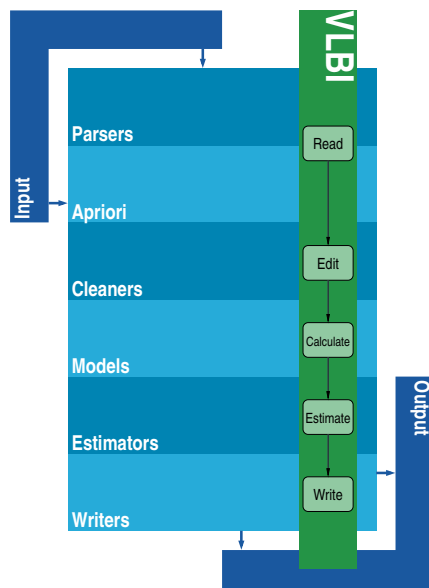 VLBI
Input
Parsers
Read
Apriori
Edit
Cleaners
Calculate
Models
Estimate
Estimators
Output
Write
Writers